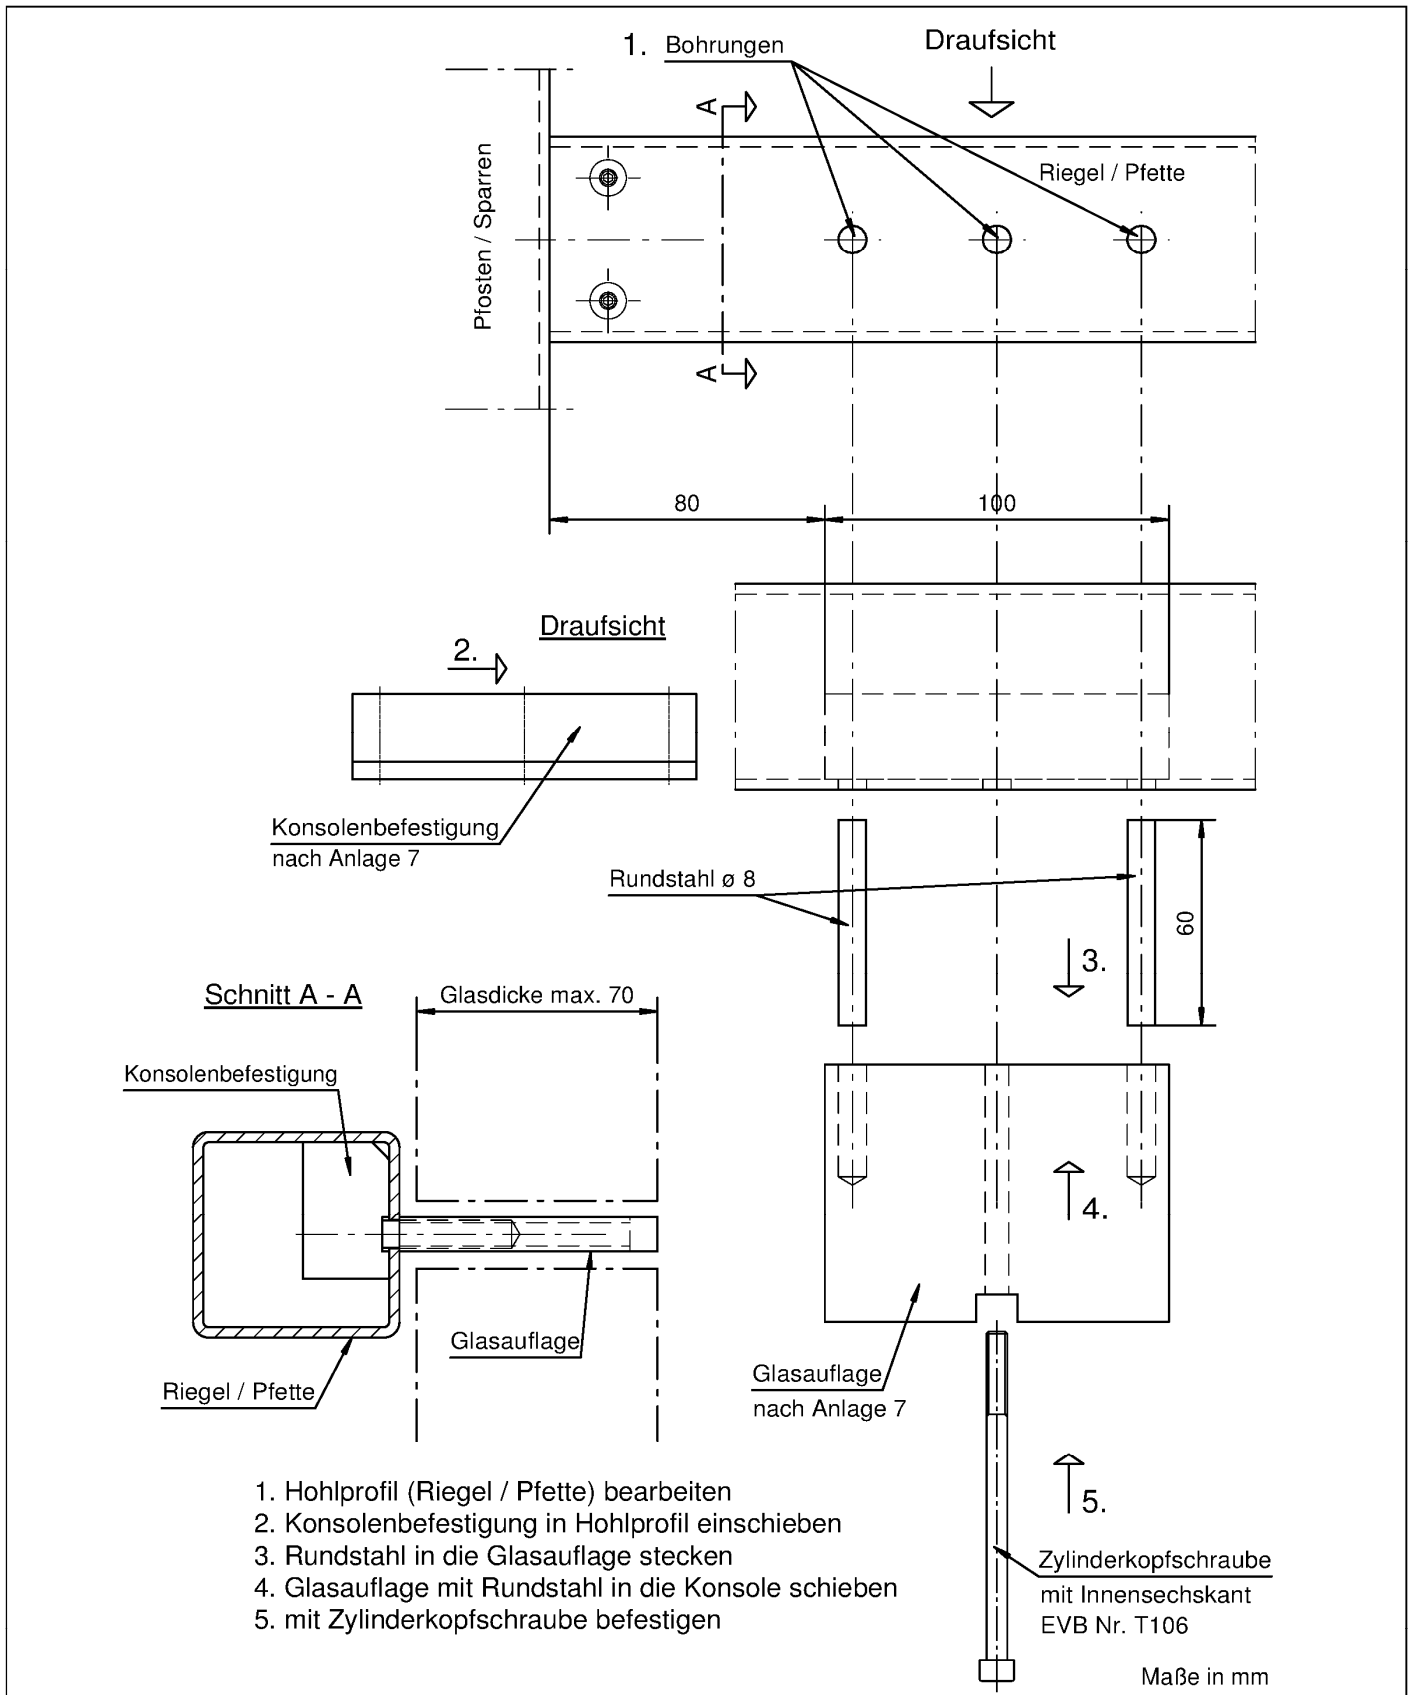 1. Bohrungen
Draufsicht
A
Riegel / Pfette
Pfosten / Sparren
A
80
100
Draufsicht
2.
Konsolenbefestigung
nach Anlage 7
Rundstahl ø 8
60
3.
Schnitt A - A
Glasdicke max. 70
Konsolenbefestigung
4.
Glasauflage
Riegel / Pfette
Glasauflage
nach Anlage 7
5.
1. Hohlprofil (Riegel / Pfette) bearbeiten
2. Konsolenbefestigung in Hohlprofil einschieben
3. Rundstahl in die Glasauflage stecken
4. Glasauflage mit Rundstahl in die Konsole schieben
5. mit Zylinderkopfschraube befestigen
Zylinderkopfschraube
mit Innensechskant
EVB Nr. T106
Maße in mm